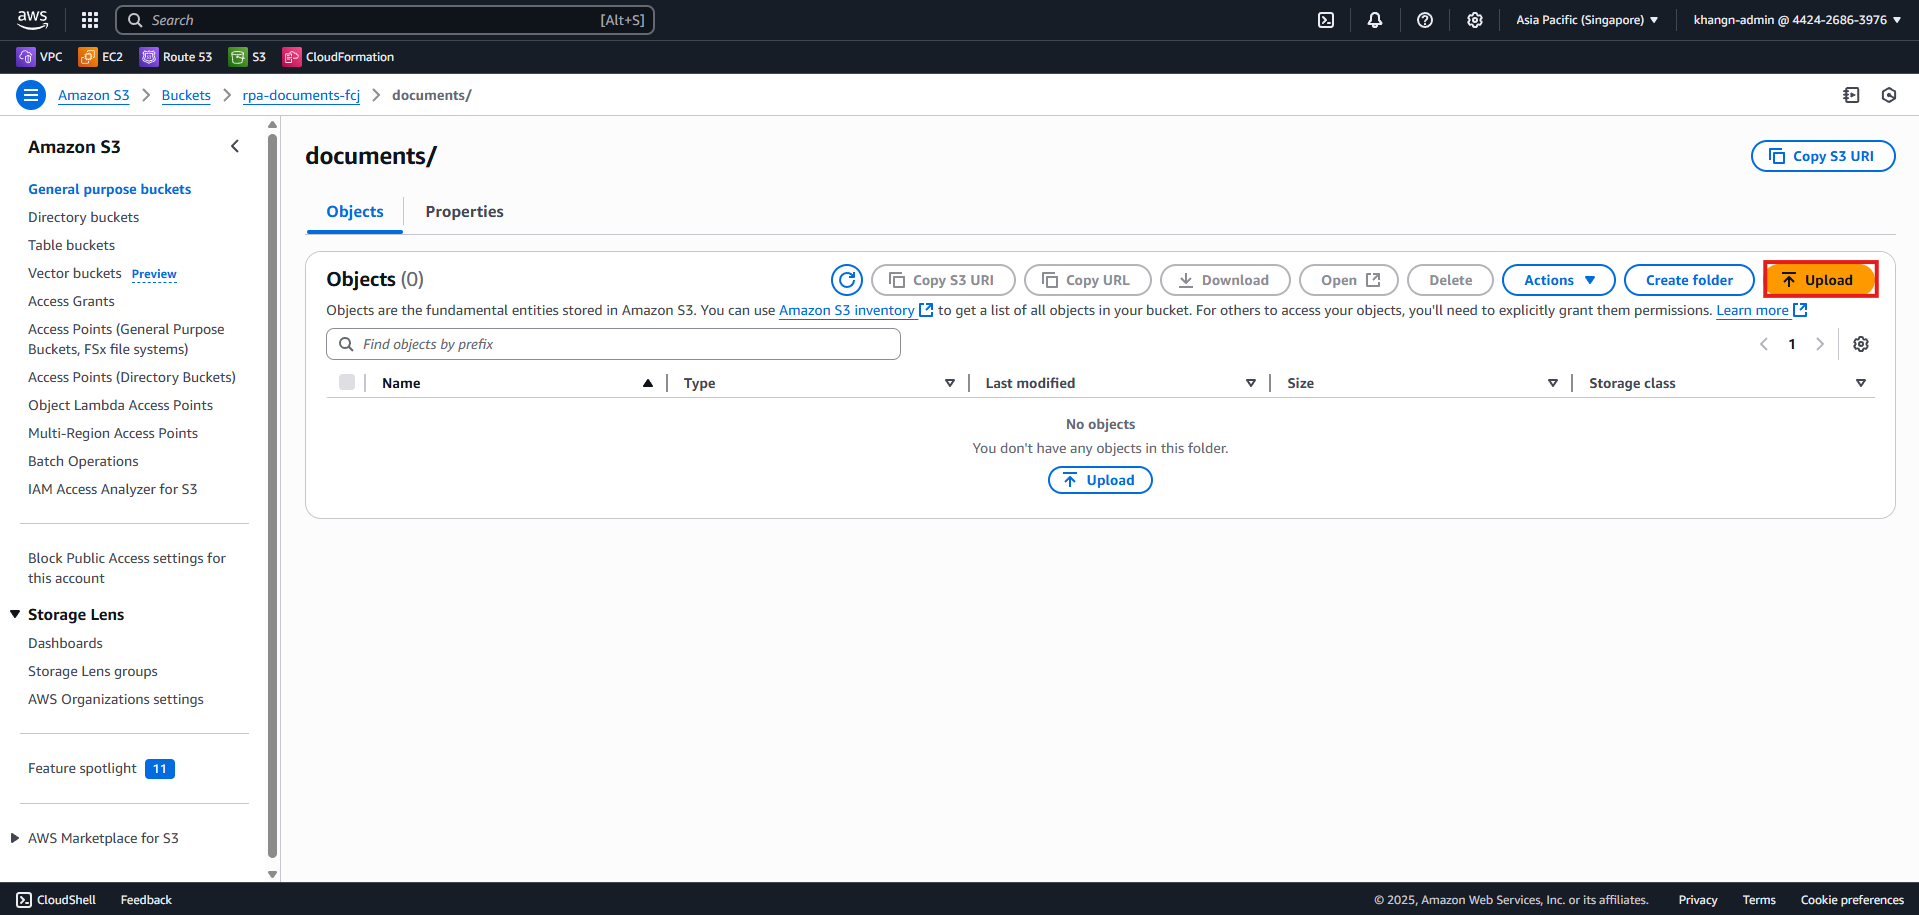 aws
Search [Alt+S]
Asia Pacific (Singapore)
khangn-admin @ 4424-2686-3976
VPC EC2 Route 53 S3 CloudFormation
Amazon S3 Buckets rpa-documents-fcj documents/
Amazon S3
General purpose buckets
Directory buckets
Table buckets
Vector buckets Preview
Access Grants
Access Points (General Purpose
Buckets, FSx file systems)
Access Points (Directory Buckets)
Object Lambda Access Points
Multi-Region Access Points
Batch Operations
IAM Access Analyzer for S3
Block Public Access settings for
this account
Storage Lens
Dashboards
Storage Lens groups
AWS Organizations settings
Feature spotlight 11
AWS Marketplace for S3
documents/
Copy S3 URI
Objects Properties
Objects (0)
Copy S3 URI Copy URL Download Open Delete Actions Create folder Upload
Objects are the fundamental entities stored in Amazon S3. You can use Amazon S3 inventory to get a list of all objects in your bucket. For others to access your objects, you'll need to explicitly grant them permissions. Learn more
Find objects by prefix
1
Name Type Last modified Size Storage class
No objects
You don't have any objects in this folder.
Upload
CloudShell Feedback
© 2025, Amazon Web Services, Inc. or its affiliates. Privacy Terms Cookie preferences